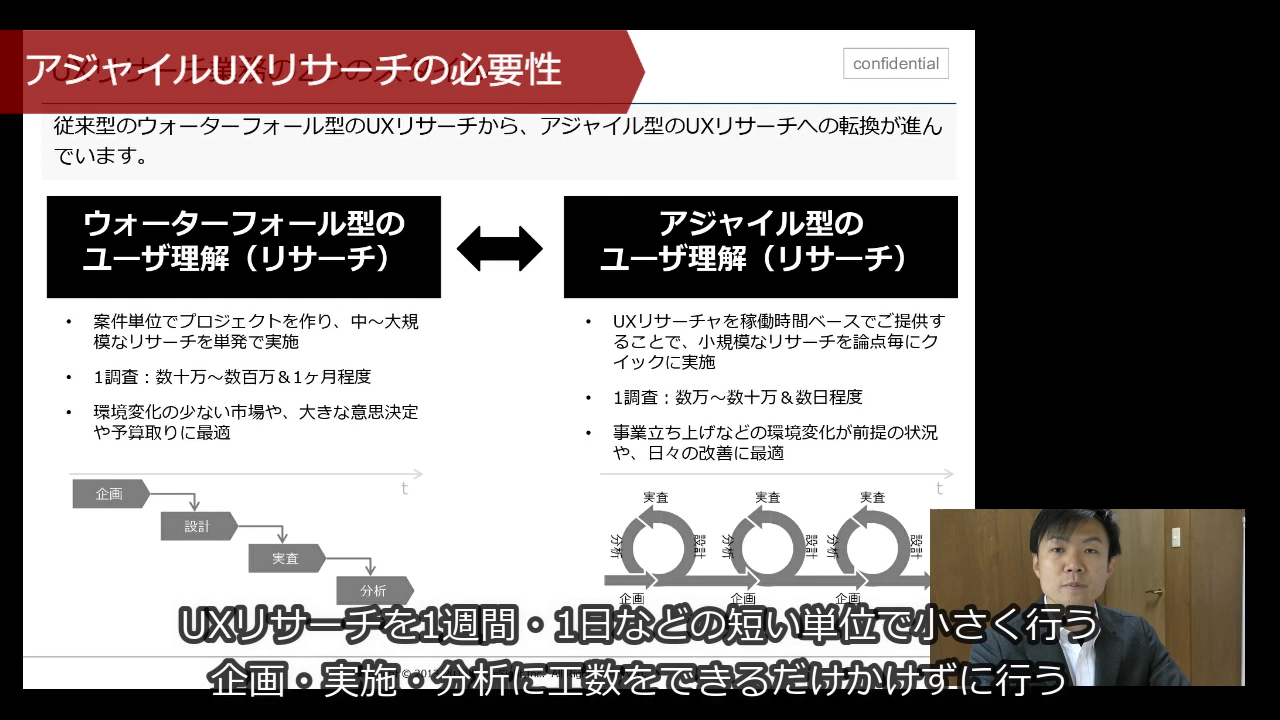 アジャイルUXリサーチの必要性
confidential
従来型のウォーターフォール型のUXリサーチから、アジャイル型のUXリサーチへの転換が進ん
でいます。
ウォーターフォール型の
ユーザ理解（リサーチ）
アジャイル型の
ユーザ理解（リサーチ）
• 案件単位でプロジェクトを作り、中～大規
模なリサーチを単発で実施
• 1調査：数十万～数百万＆1ヶ月程度
• 環境変化の少ない市場や、大きな意思決定
や予算取りに最適
• UXリサーチャを稼働時間ベースでご提供す
ることで、小規模なリサーチを論点毎にク
イックに実施
• 1調査：数万～数十万＆数日程度
• 事業立ち上げなどの環境変化が前提の状況
や、日々の改善に最適
t
企画
設計
実査
分析
t
実査
分析
設計
企画
実査
分析
設計
企画
実査
分析
設計
企画
UXリサーチを1週間・1日などの短い単位で小さく行う
企画・実施・分析に工数をできるだけかけずに行う